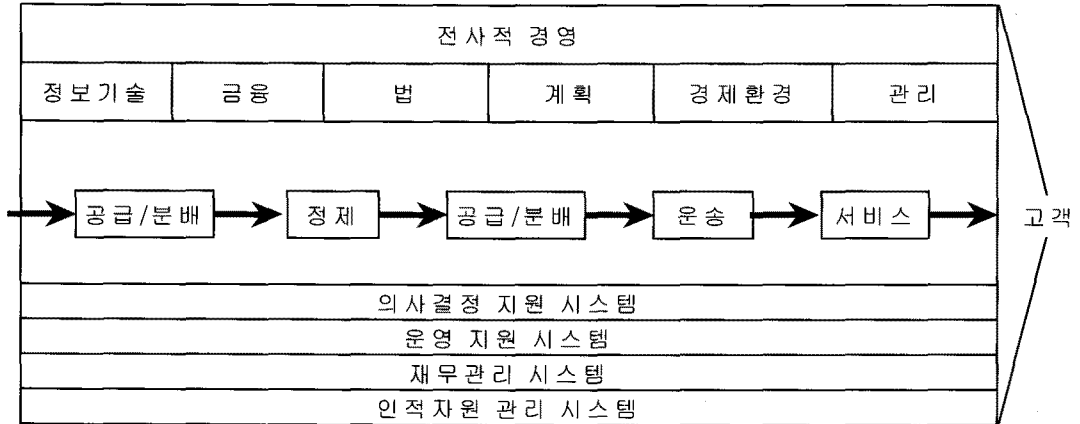 전사적 경영
정보기술 금융 법 계획 경제환경 관리
공급/분배 정제 공급/분배 운송 서비스 고객
의사결정 지원 시스템
운영 지원 시스템
재무관리 시스템
인적자원 관리 시스템